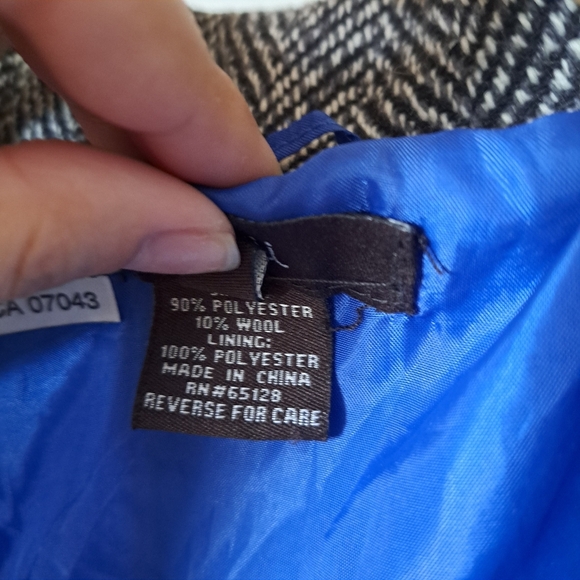 CA 07043
90% POLYESTER
10% WOOL
LINING:
100% POLYESTER
MADE IN CHINA
RN#65128
REVERSE FOR CARE